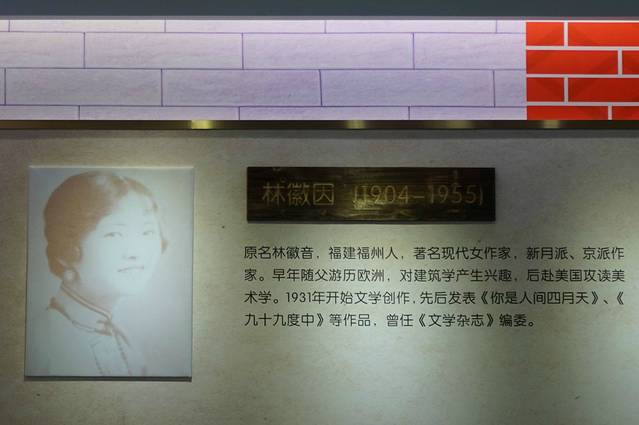 林徽因 (1904-1955)
原名林徽音，福建福州人，著名现代女作家，新月派、京派作
家。早年随父游历欧洲，对建筑学产生兴趣，后赴美国攻读美
术学。1931年开始文学创作，先后发表《你是人间四月天》、《
九十九度中》等作品，曾任《文学杂志》编委。